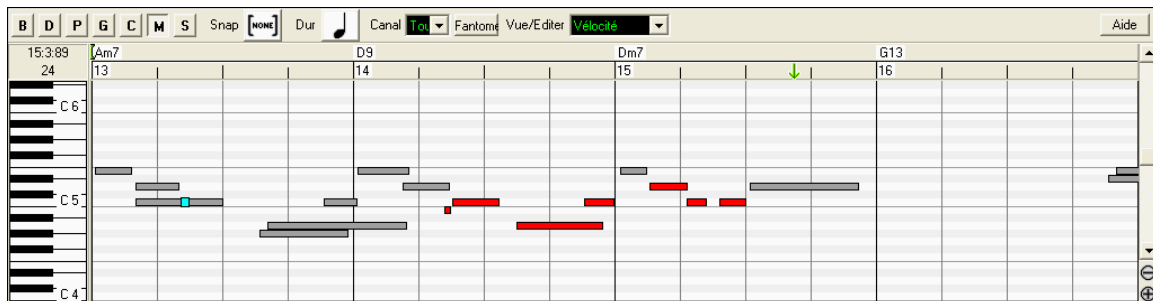 B D P G C M S Snap [NONE] Dur Canal Tou Fantome Vue/Editer Vélocité Aide
15:3:89 Am7 D9 Dm7 G13
24 13 14 15 16
C 6
C 5
C 4